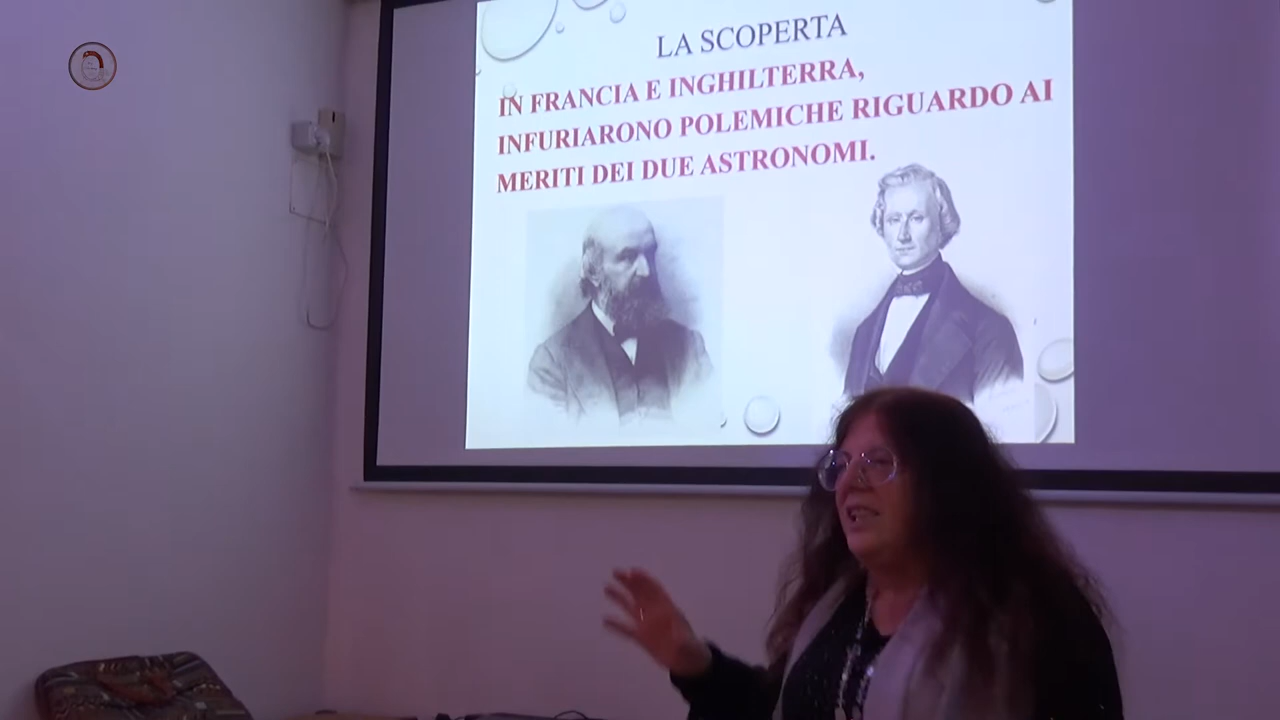 LA SCOPERTA
IN FRANCIA E INGHILTERRA,
INFURIARONO POLEMICHE RIGUARDO AI
MERITI DEI DUE ASTRONOMI.